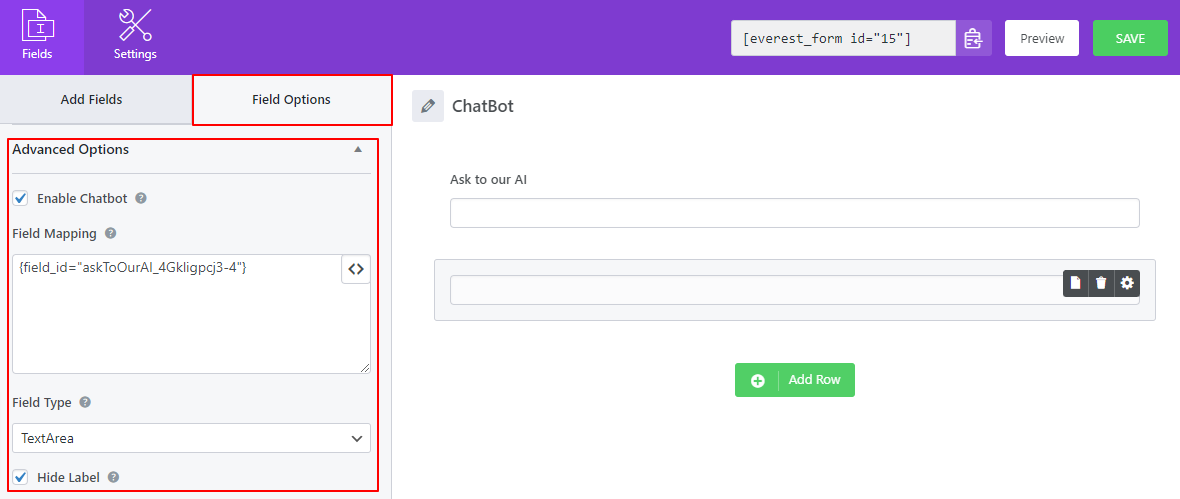 Fields
Settings
[everest_form id="15"]
Preview
SAVE
Add Fields
Field Options
ChatBot
Advanced Options
Enable Chatbot
Field Mapping
{field_id="askToOurAI_4Gkligpcj3-4"}
Field Type
TextArea
Hide Label
Ask to our AI
Add Row